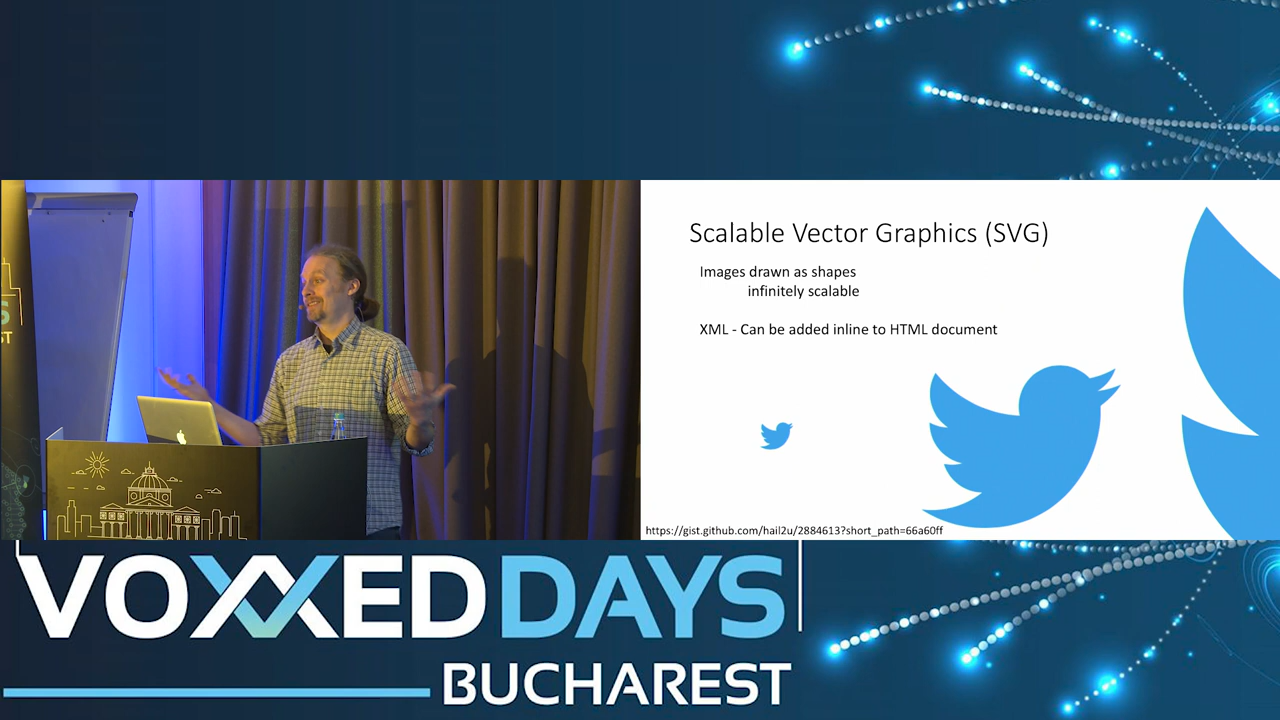 Scalable Vector Graphics (SVG)
Images drawn as shapes
infinitely scalable
XML - Can be added inline to HTML document
https://gist.github.com/hail2u/2884613?short_path=66a60ff
VOXXED DAYS
BUCHAREST